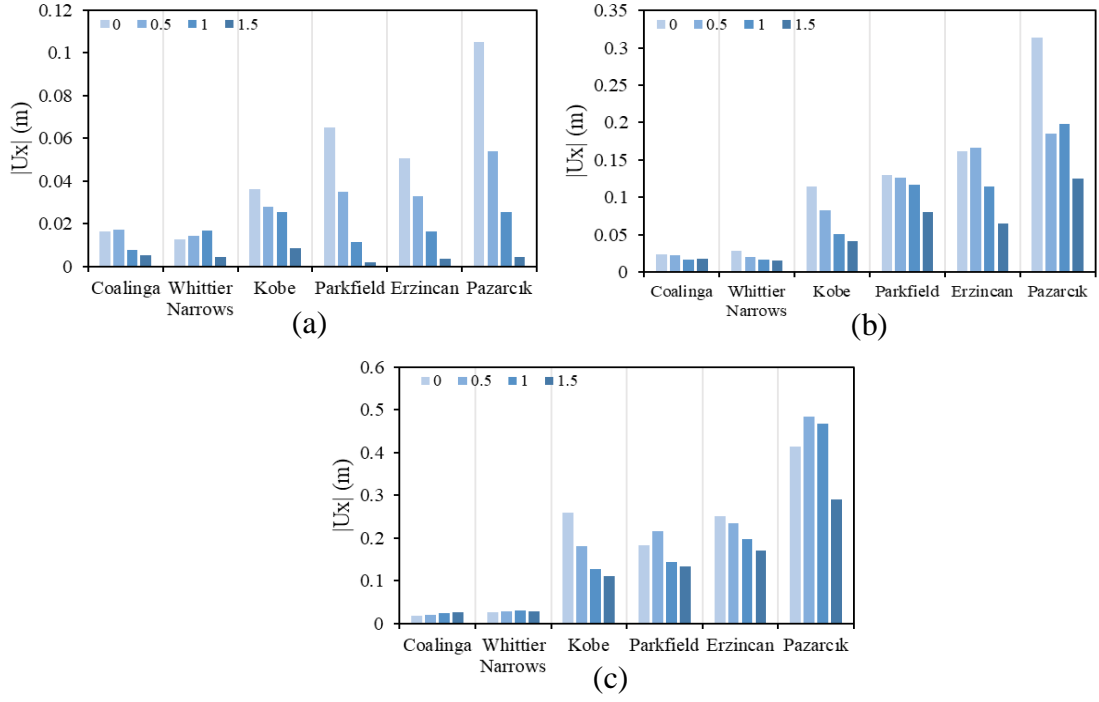 0.12
0.1
0.08
0.06
0.04
0.02
0
|Ux| (m)
0 0.5 1 1.5
Coalinga Whittier Narrows Kobe Parkfield Erzincan Pazarcık
(a)
0.35
0.3
0.25
0.2
0.15
0.1
0.05
0
|Ux| (m)
0 0.5 1 1.5
Coalinga Whittier Narrows Kobe Parkfield Erzincan Pazarcık
(b)
0.6
0.5
0.4
0.3
0.2
0.1
0
|Ux| (m)
0 0.5 1 1.5
Coalinga Whittier Narrows Kobe Parkfield Erzincan Pazarcık
(c)